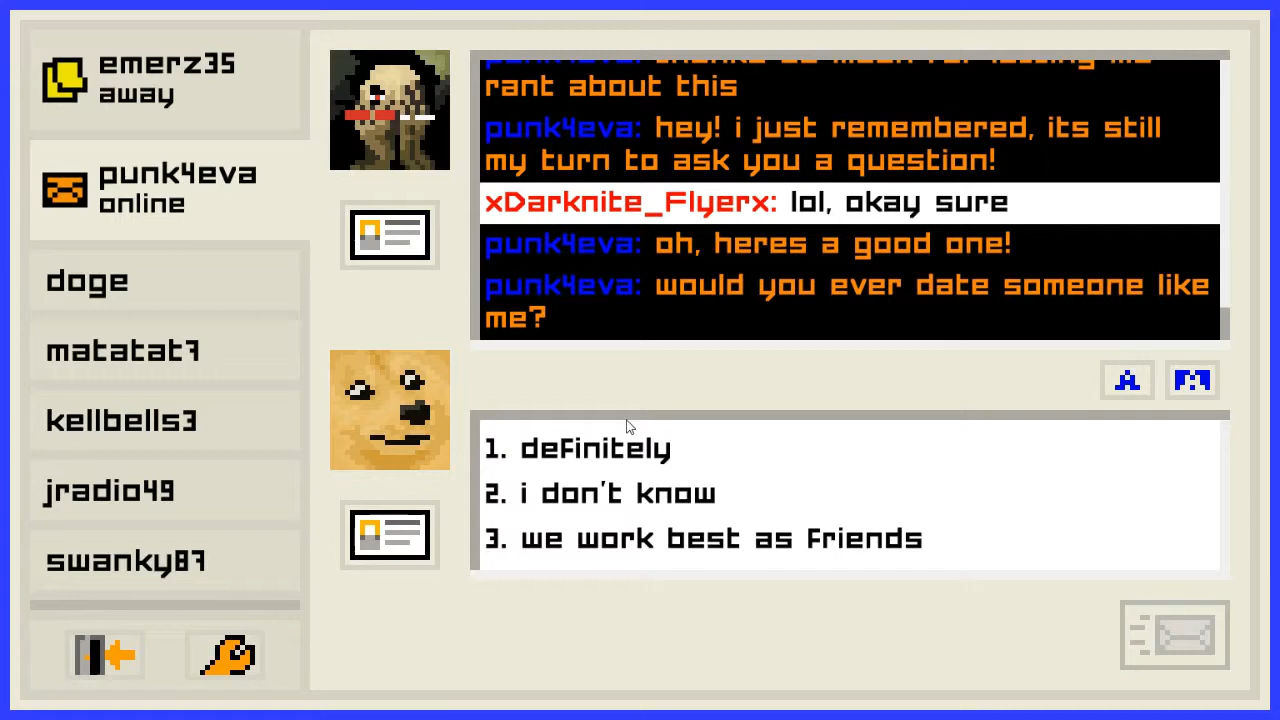 emerz35
away
punk4eva
online
doge
matatat7
kellbells3
jradio49
swanky87
rant about this
punk4eva: hey! i just remembered, its still
my turn to ask you a question!
xDarknite_Flyerx: lol, okay sure
punk4eva: oh, heres a good one!
punk4eva: would you ever date someone like
me?
A
1. definitely
2. i don't know
3. we work best as friends